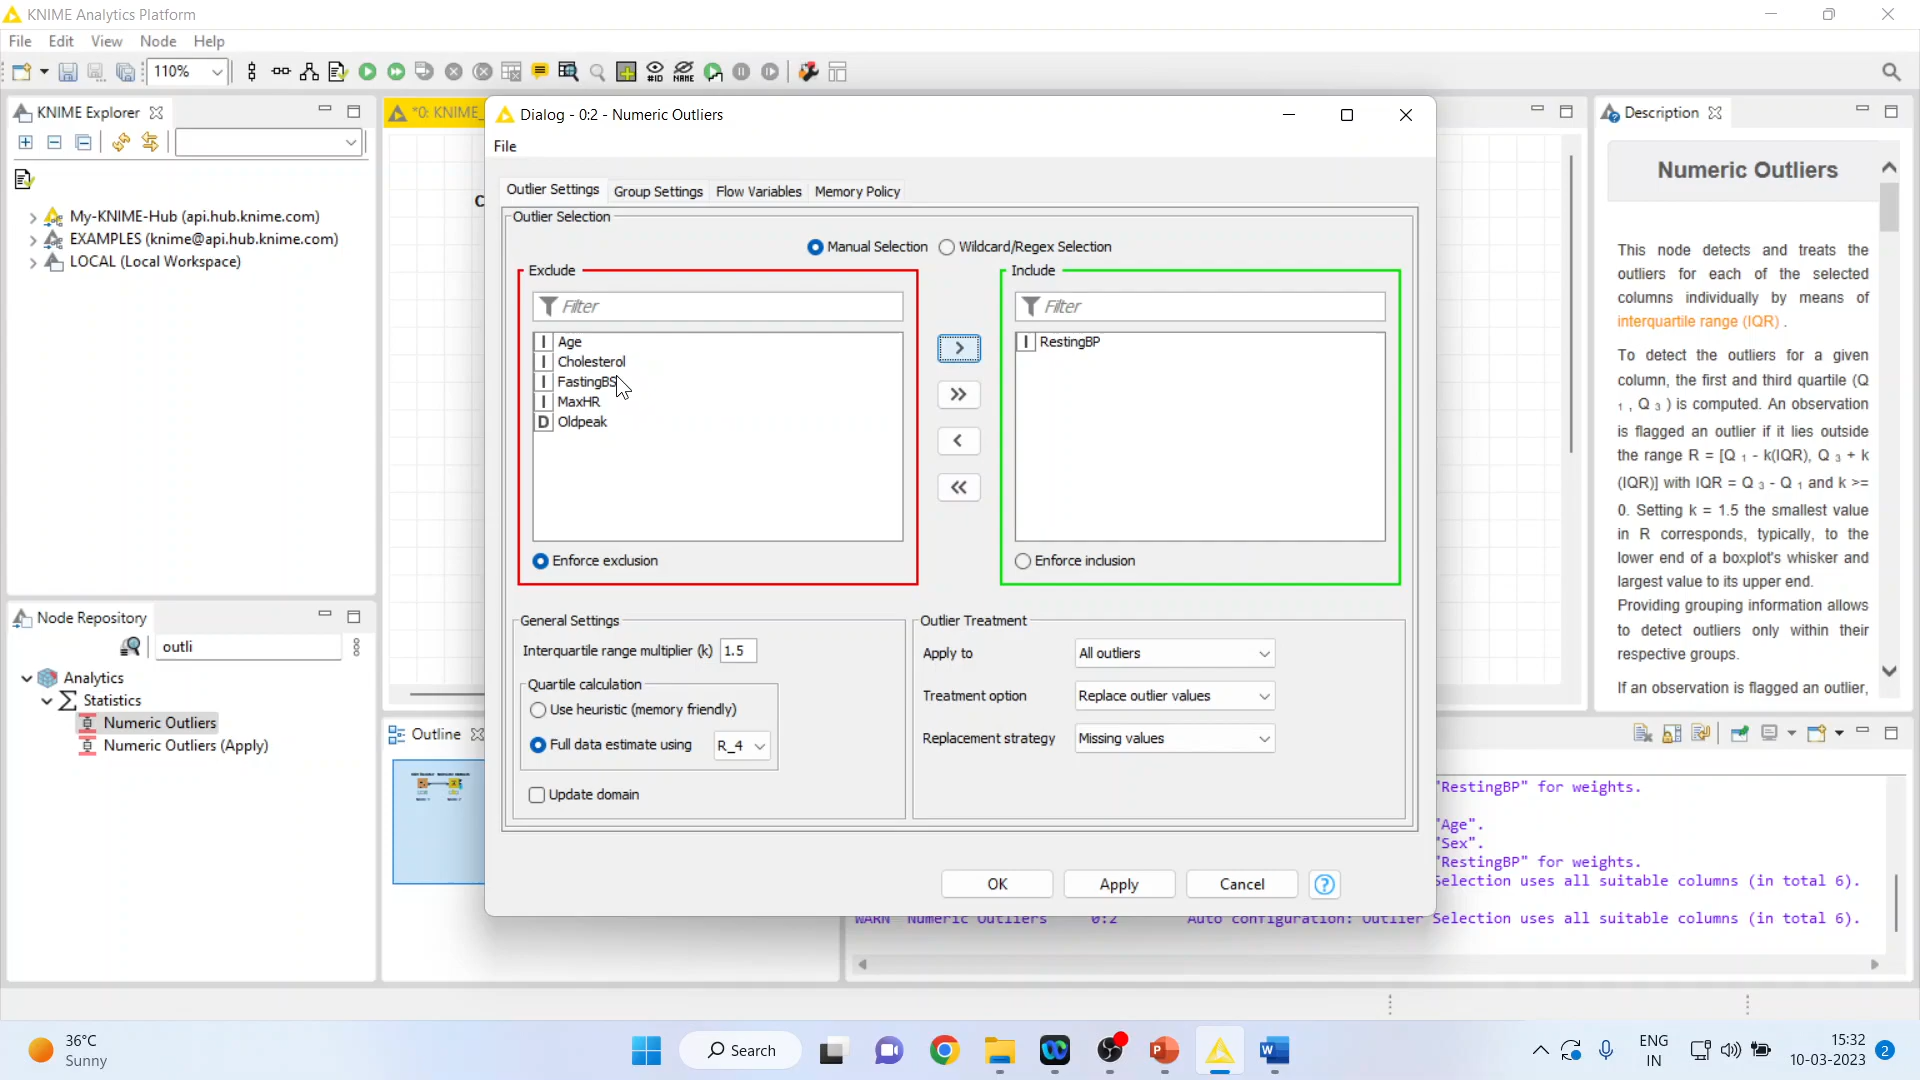 KNIME Analytics Platform
File Edit View Node Help
110%
#ID
NAME
KNIME Explorer
My-KNIME-Hub (api.hub.knime.com)
EXAMPLES (knime@api.hub.knime.com)
LOCAL (Local Workspace)
Node Repository
outli
Analytics
Statistics
Numeric Outliers
Numeric Outliers (Apply)
*0: KNIME_
C
Outline
Dialog - 0:2 - Numeric Outliers
File
Outlier Settings Group Settings Flow Variables Memory Policy
Outlier Selection
Manual Selection Wildcard/Regex Selection
Exclude
Filter
I Age
I Cholesterol
I FastingBS
I MaxHR
D Oldpeak
Enforce exclusion
Include
Filter
I RestingBP
Enforce inclusion
General Settings
Interquartile range multiplier (k) 1.5
Quartile calculation
Use heuristic (memory friendly)
Full data estimate using R_4
Update domain
Outlier Treatment
Apply to All outliers
Treatment option Replace outlier values
Replacement strategy Missing values
OK Apply Cancel ?
Description
Numeric Outliers
This node detects and treats the
outliers for each of the selected
columns individually by means of
interquartile range (IQR) .
To detect the outliers for a given
column, the first and third quartile (Q
1 , Q 3 ) is computed. An observation
is flagged an outlier if it lies outside
the range R = [Q 1 - k(IQR), Q 3 + k
(IQR)] with IQR = Q 3 - Q 1 and k >=
0. Setting k = 1.5 the smallest value
in R corresponds, typically, to the
lower end of a boxplot's whisker and
largest value to its upper end.
Providing grouping information allows
to detect outliers only within their
respective groups.
If an observation is flagged an outlier,
"RestingBP" for weights.
"Age".
"Sex".
"RestingBP" for weights.
Selection uses all suitable columns (in total 6).
WARN Numeric Outliers 0:2 Auto configuration: Outlier Selection uses all suitable columns (in total 6).
36°C
Sunny
Search
ENG
IN
15:32
10-03-2023
2